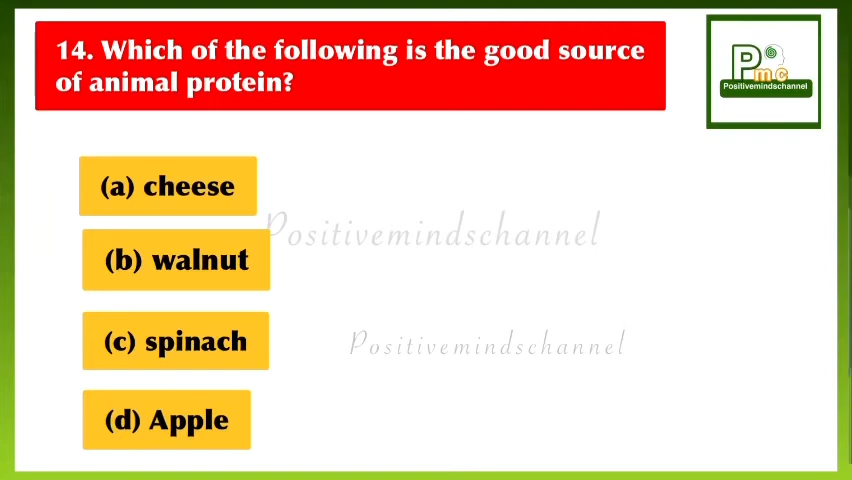 14. Which of the following is the good source
of animal protein?
Pmc
Positivemindschannel
(a) cheese
Positivemindschannel
(b) walnut
(c) spinach
Positivemindschannel
(d) Apple